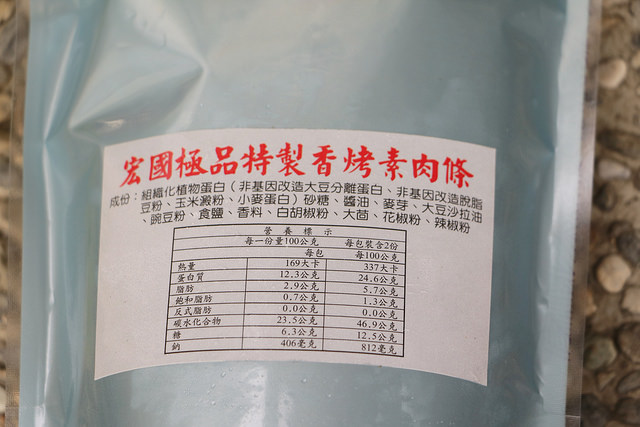 宏國極品特製香烤素肉條
成份：組織化植物蛋白（非基因改造大豆分離蛋白、非基因改造脫脂
豆粉、玉米澱粉、小麥蛋白）砂糖、醬油、麥芽、大豆沙拉油
、豌豆粉、食鹽、香料、白胡椒粉、大茴、花椒粉、辣椒粉
營養標示
每一份量100公克 每包裝含2份
每包 每100公克
熱量 169大卡 337大卡
蛋白質 12.3公克 24.6公克
脂肪 2.9公克 5.7公克
飽和脂肪 0.7公克 1.3公克
反式脂肪 0.0公克 0.0公克
碳水化合物 23.5公克 46.9公克
糖 6.3公克 12.5公克
鈉 406毫克 812毫克